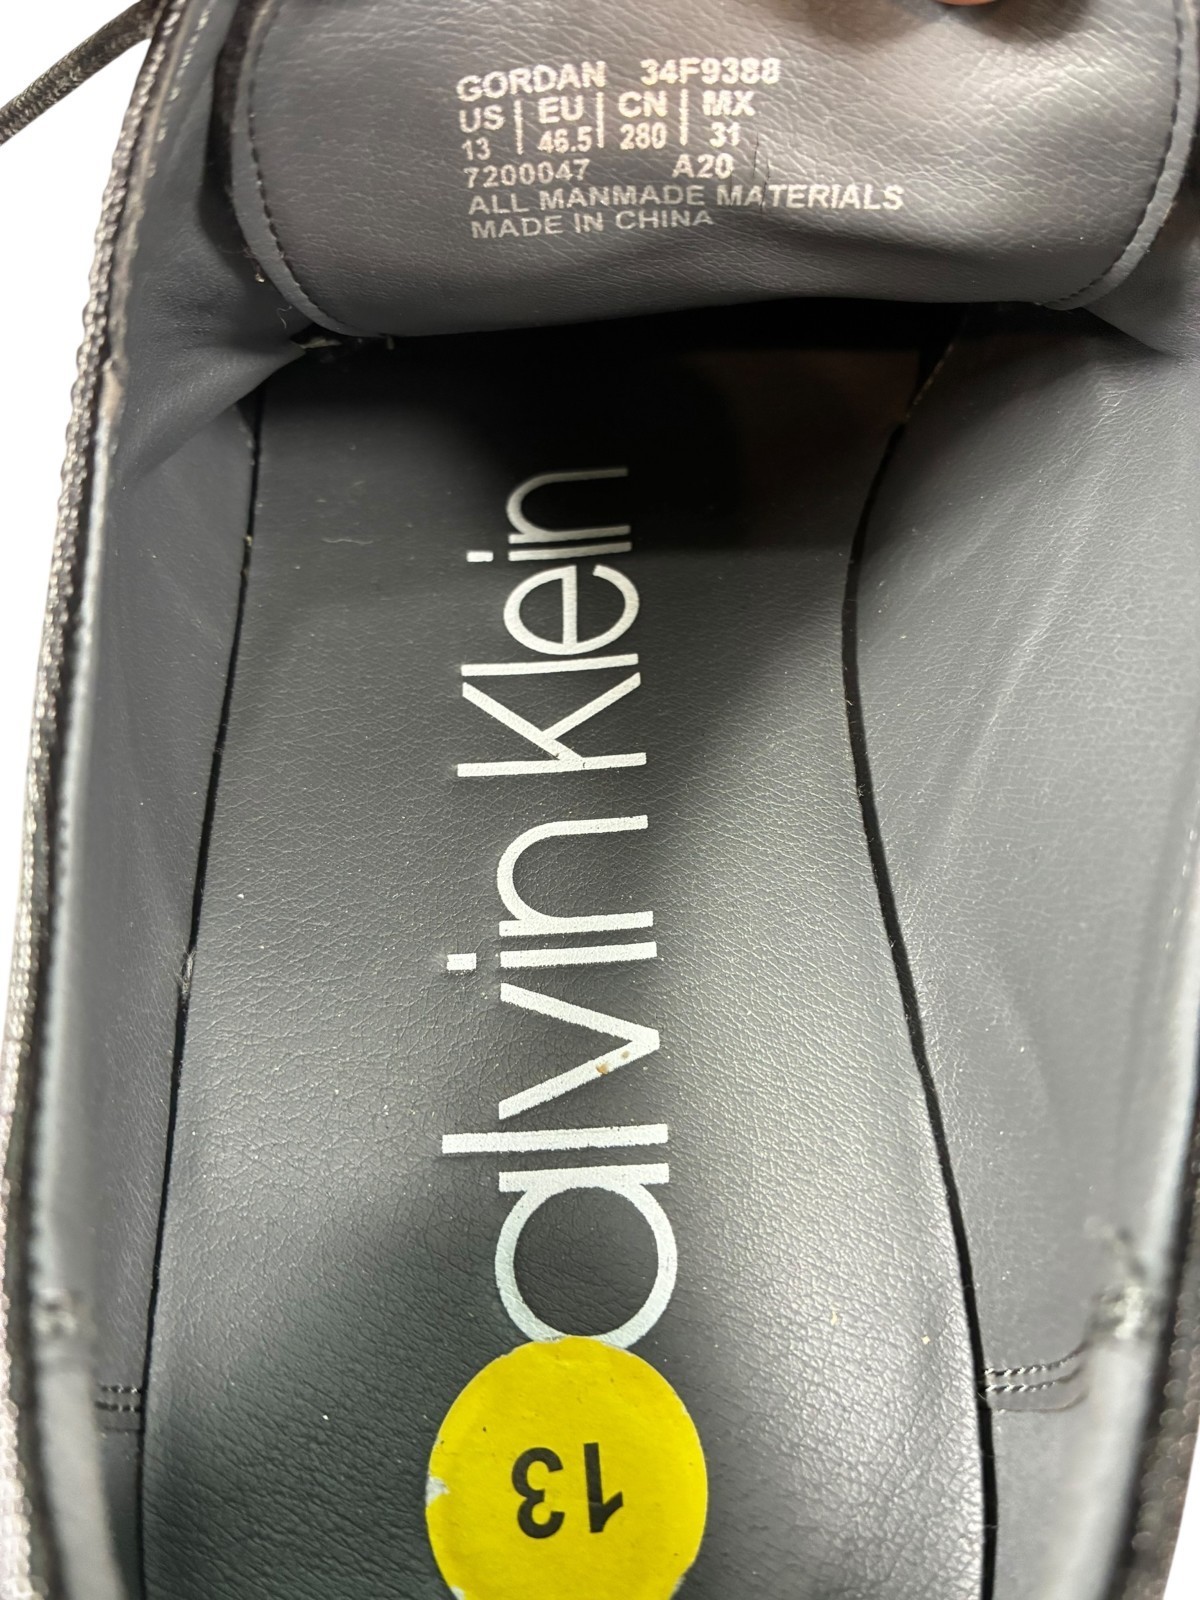 GORDAN 34F9388
US | EU | CN | MX
13 | 46.5 | 280 | 31
7200047 A20
ALL MANMADE MATERIALS
MADE IN CHINA
alvin Klein
13